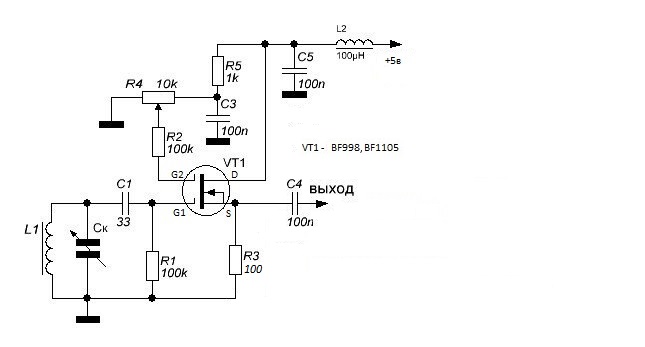 L2
100µH
+5в
C5
100n
R5
1k
R4 10k
C3
100n
R2
100k
VT1 - BF998, BF1105
VT1
G2
D
G1
S
C1
33
C4
100n
выход
L1
Cк
R1
100k
R3
100